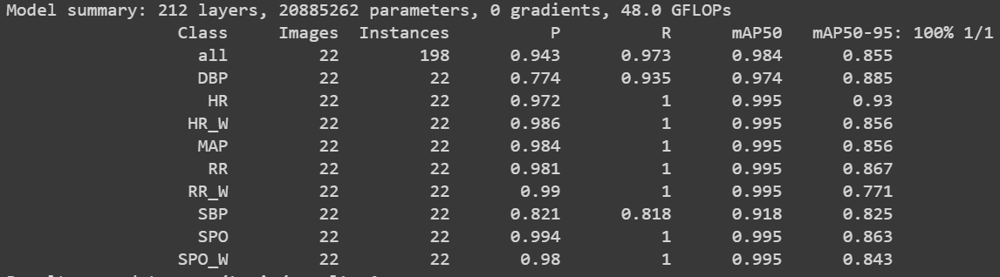 Model summary: 212 layers, 20885262 parameters, 0 gradients, 48.0 GFLOPs
Class Images Instances P R mAP50 mAP50-95: 100% 1/1
all 22 198 0.943 0.973 0.984 0.855
DBP 22 22 0.774 0.935 0.974 0.885
HR 22 22 0.972 1 0.995 0.93
HR_W 22 22 0.986 1 0.995 0.856
MAP 22 22 0.984 1 0.995 0.856
RR 22 22 0.981 1 0.995 0.867
RR_W 22 22 0.99 1 0.995 0.771
SBP 22 22 0.821 0.818 0.918 0.825
SPO 22 22 0.994 1 0.995 0.863
SPO_W 22 22 0.98 1 0.995 0.843